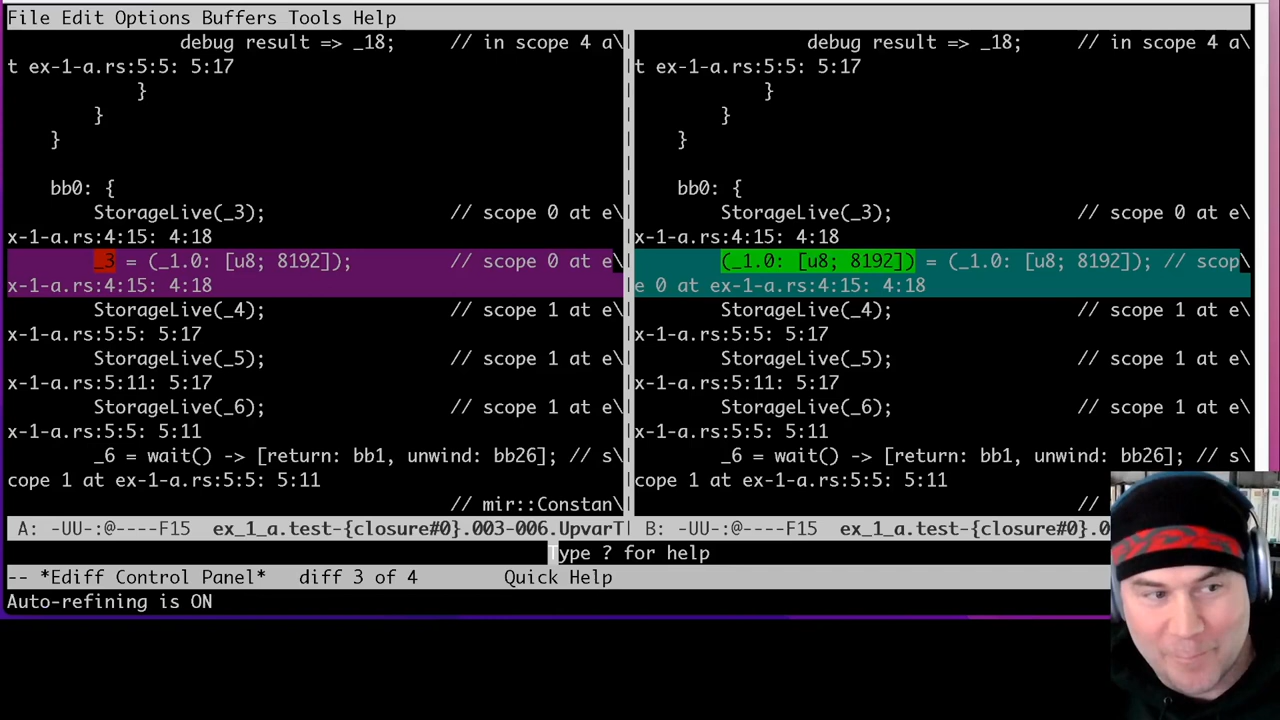 File Edit Options Buffers Tools Help
debug result => _18;     // in scope 4 a\
t ex-1-a.rs:5:5: 5:17
}
}
}
bb0: {
StorageLive(_3);                 // scope 0 at e\
x-1-a.rs:4:15: 4:18
_3 = (_1.0: [u8; 8192]);         // scope 0 at e\
x-1-a.rs:4:15: 4:18
StorageLive(_4);                 // scope 1 at e\
x-1-a.rs:5:5: 5:17
StorageLive(_5);                 // scope 1 at e\
x-1-a.rs:5:11: 5:17
StorageLive(_6);                 // scope 1 at e\
x-1-a.rs:5:5: 5:11
_6 = wait() -> [return: bb1, unwind: bb26]; // s\
cope 1 at ex-1-a.rs:5:5: 5:11
// mir::Constan\
A: -UU-:@----F15  ex_1_a.test-{closure#0}.003-006.UpvarT
debug result => _18;     // in scope 4 a\
t ex-1-a.rs:5:5: 5:17
}
}
}
bb0: {
StorageLive(_3);                 // scope 0 at e\
x-1-a.rs:4:15: 4:18
(_1.0: [u8; 8192]) = (_1.0: [u8; 8192]); // scop\
e 0 at ex-1-a.rs:4:15: 4:18
StorageLive(_4);                 // scope 1 at e\
x-1-a.rs:5:5: 5:17
StorageLive(_5);                 // scope 1 at e\
x-1-a.rs:5:11: 5:17
StorageLive(_6);                 // scope 1 at e\
x-1-a.rs:5:5: 5:11
_6 = wait() -> [return: bb1, unwind: bb26]; // s\
cope 1 at ex-1-a.rs:5:5: 5:11
//
B: -UU-:@----F15  ex_1_a.test-{closure#0}.0
Type ? for help
-- *Ediff Control Panel*   diff 3 of 4        Quick Help
Auto-refining is ON